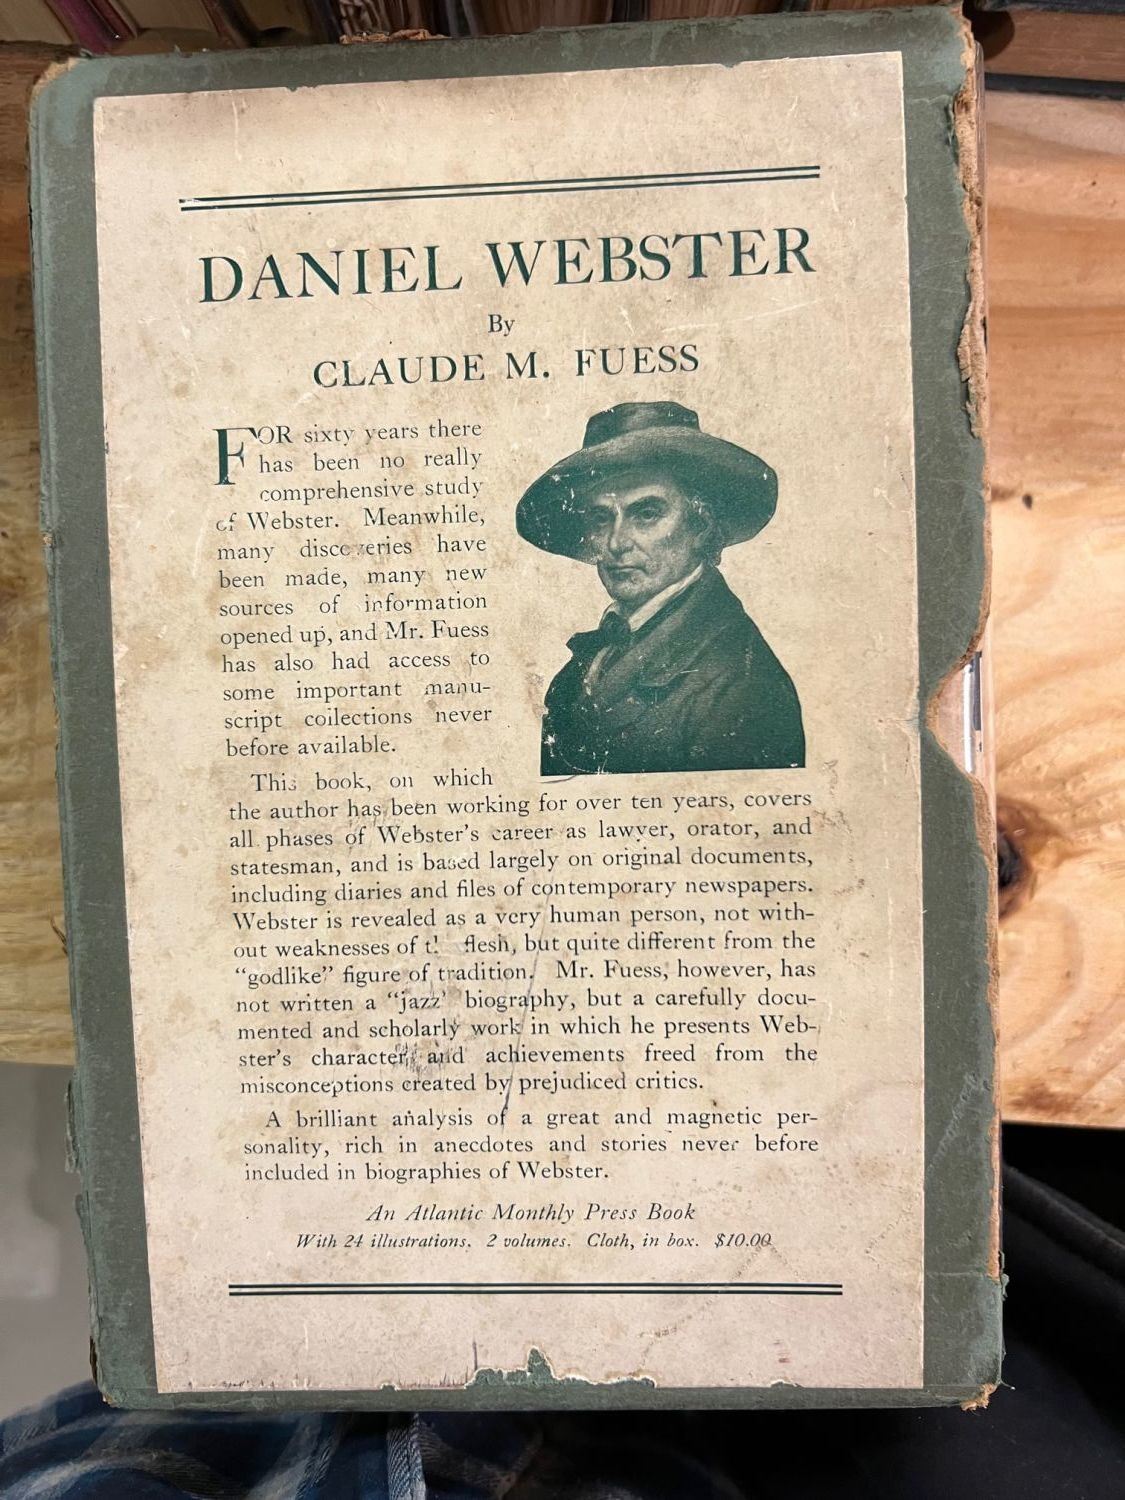 DANIEL WEBSTER
By
CLAUDE M. FUESS
FOR sixty years there
has been no really
comprehensive study
of Webster. Meanwhile,
many discoveries have
been made, many new
sources of information
opened up, and Mr. Fuess
has also had access to
some important manu-
script collections never
before available.
This book, on which
the author has been working for over ten years, covers
all phases of Webster's career as lawyer, orator, and
statesman, and is based largely on original documents,
including diaries and files of contemporary newspapers.
Webster is revealed as a very human person, not with-
out weaknesses of the flesh, but quite different from the
"godlike" figure of tradition. Mr. Fuess, however, has
not written a "jazz" biography, but a carefully docu-
mented and scholarly work in which he presents Web-
ster's character and achievements freed from the
misconceptions created by prejudiced critics.
A brilliant analysis of a great and magnetic per-
sonality, rich in anecdotes and stories never before
included in biographies of Webster.
An Atlantic Monthly Press Book
With 24 illustrations. 2 volumes. Cloth, in box. $10.00